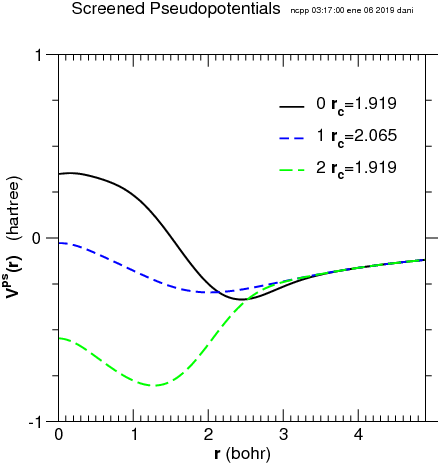 Screened Pseudopotentials ncpp 03:17:00 ene 06 2019 dani
1
0 rc=1.919
1 rc=2.065
2 rc=1.919
0
Vps(r) (hartree)
-1
0 1 2 3 4
r (bohr)